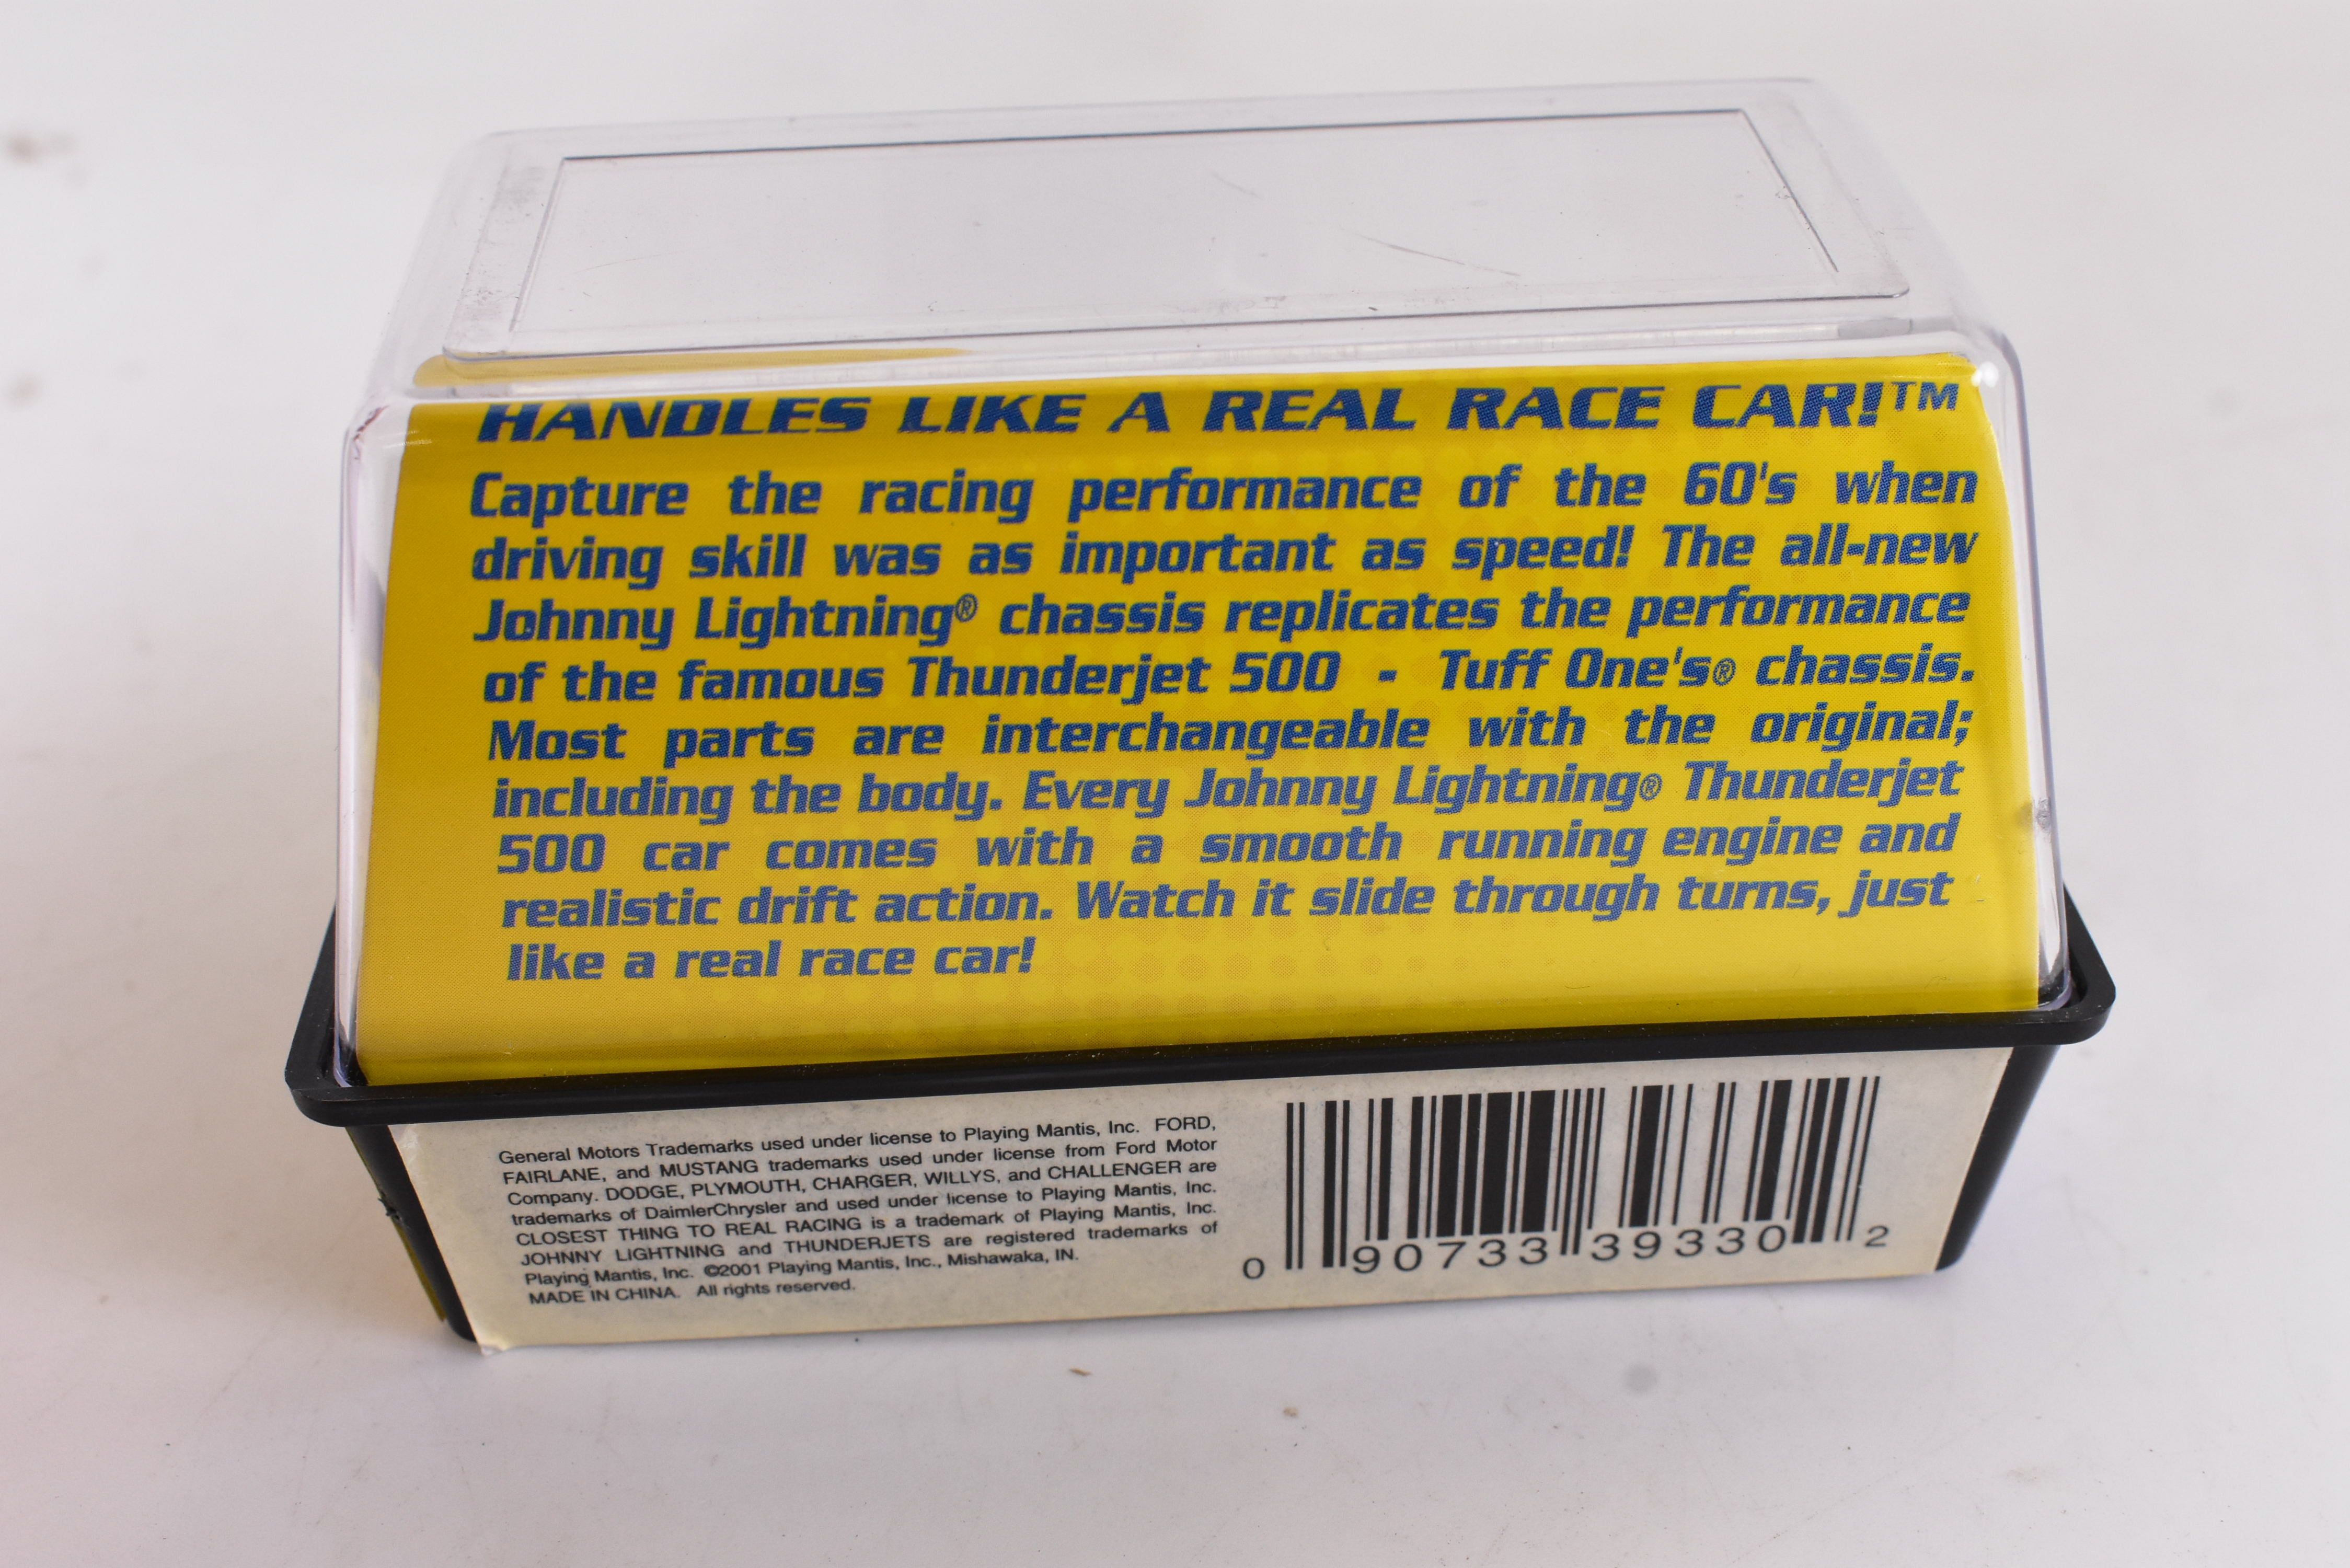 HANDLES LIKE A REAL RACE CAR!™
Capture the racing performance of the 60's when
driving skill was as important as speed! The all-new
Johnny Lightning® chassis replicates the performance
of the famous Thunderjet 500 - Tuff One's® chassis.
Most parts are interchangeable with the original;
including the body. Every Johnny Lightning® Thunderjet
500 car comes with a smooth running engine and
realistic drift action. Watch it slide through turns, just
like a real race car!
General Motors Trademarks used under license to Playing Mantis, Inc. FORD,
FAIRLANE, and MUSTANG trademarks used under license from Ford Motor
Company. DODGE, PLYMOUTH, CHARGER, WILLYS, and CHALLENGER are
trademarks of DaimlerChrysler and used under license to Playing Mantis, Inc.
CLOSEST THING TO REAL RACING is a trademark of Playing Mantis, Inc.
JOHNNY LIGHTNING and THUNDERJETS are registered trademarks of
Playing Mantis, Inc. ©2001 Playing Mantis, Inc., Mishawaka, IN.
MADE IN CHINA. All rights reserved.
0 90733 39330 2